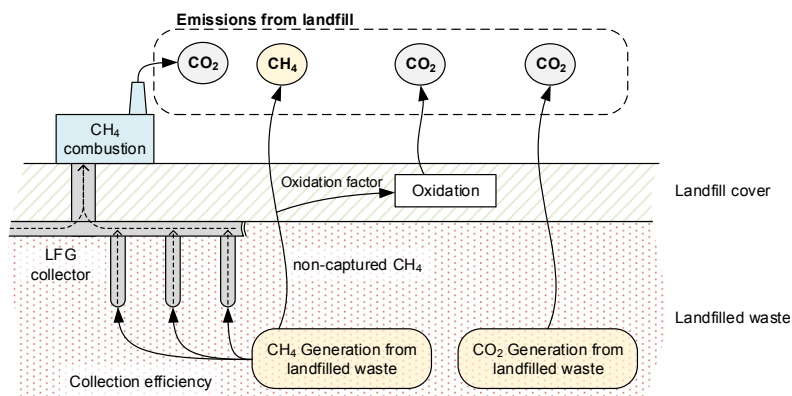 Emissions from landfill
CO₂
CH₄
CO₂
CO₂
CH₄
combustion
Oxidation factor
Oxidation
Landfill cover
LFG
collector
non-captured CH₄
Landfilled waste
CH₄ Generation from
landfilled waste
CO₂ Generation from
landfilled waste
Collection efficiency